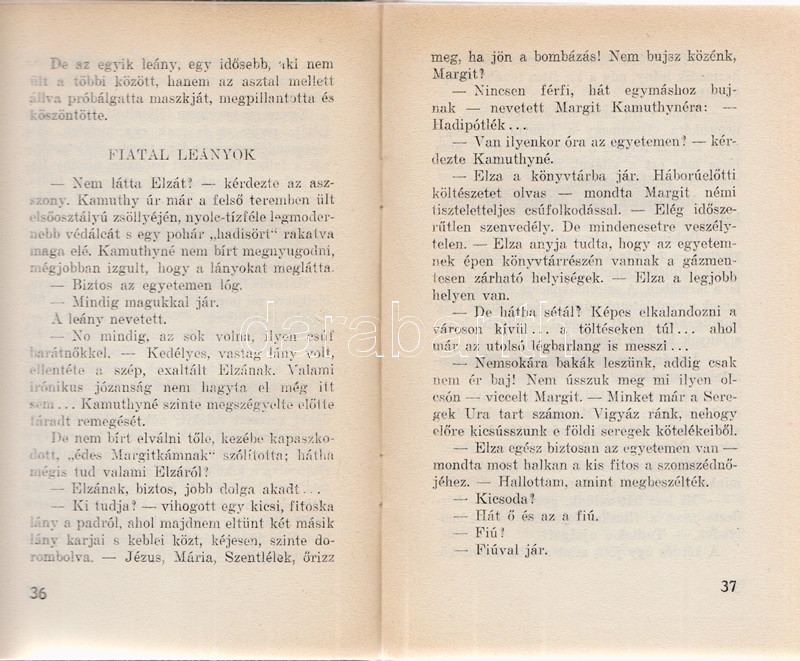 De az egyik leány, egy idősebb, aki nem
ült a többi között, hanem az asztal mellett
állva próbálgatta maszkját, megpillantotta és
köszöntötte.
FIATAL LEÁNYOK
— Nem látta Elzát? — kérdezte az asz-
szony. Kamuthy úr már a felső teremben ült
elsőosztályú zsöllyéjén, nyolc-tízféle legmoder-
nebb védálcát s egy pohár „hadisört“ rakatva
maga elé. Kamuthyné nem bírt megnyugodni,
mégjobban izgult, hogy a lányokat meglátta.
— Biztos az egyetemen lóg.
— Mindig magukkal jár.
A leány nevetett.
— No mindig, az sok volna, ilyen csúf
barátnőkkel. — Kedélyes, vastag lány volt,
ellentéte a szép, exaltált Elzának. Valami
irónikus józanság nem hagyta el még itt
sem... Kamuthyné szinte megszégyelte előtte
fáradt remegését.
De nem bírt elválni tőle, kezébe kapaszko-
dott, „édes Margitkámnak“ szólította; hátha
mégis tud valami Elzáról?
— Elzának, biztos, jobb dolga akadt...
— Ki tudja? — vihogott egy kicsi, fitoska
lány a padról, ahol majdnem eltünt két másik
lány karjai s keblei közt, kéjesen, szinte do-
rombolva. — Jézus, Mária, Szentlélek, őrizz
36
meg, ha jön a bombázás! Nem bujsz közénk,
Margit?
— Nincsen férfi, hát egymáshoz buj-
nak — nevetett Margit Kamuthynéra: —
Hadipótlék...
— Van ilyenkor óra az egyetemen? — kér-
dezte Kamuthyné.
— Elza a könyvtárba jár. Háborúelőtti
költészetet olvas — mondta Margit némi
tiszteletteljes csúfolkodással. — Elég idősze-
rűtlen szenvedély. De mindenesetre veszély-
telen. — Elza anyja tudta, hogy az egyetem-
nek épen könyvtárrészén vannak a gázmen-
tesen zárható helyiségek. — Elza a legjobb
helyen van.
— De hátha sétál? Képes elkalandozni a
városon kívül... a töltéseken túl... ahol
már az utolsó légbarlang is messzi...
— Nemsokára bakák leszünk, addig csak
nem ér baj! Nem ússzuk meg mi ilyen ol-
csón — viccelt Margit. — Minket már a Sere-
gek Ura tart számon. Vigyáz ránk, nehogy
előre kicsússzunk e földi seregek kötelékeiből.
— Elza egész biztosan az egyetemen van —
mondta most halkan a kis fitos a szomszédnő-
jéhez. — Hallottam, amint megbeszélték.
— Kicsoda?
— Hát ő és az a fiú.
— Fiú?
— Fiúval jár.
37